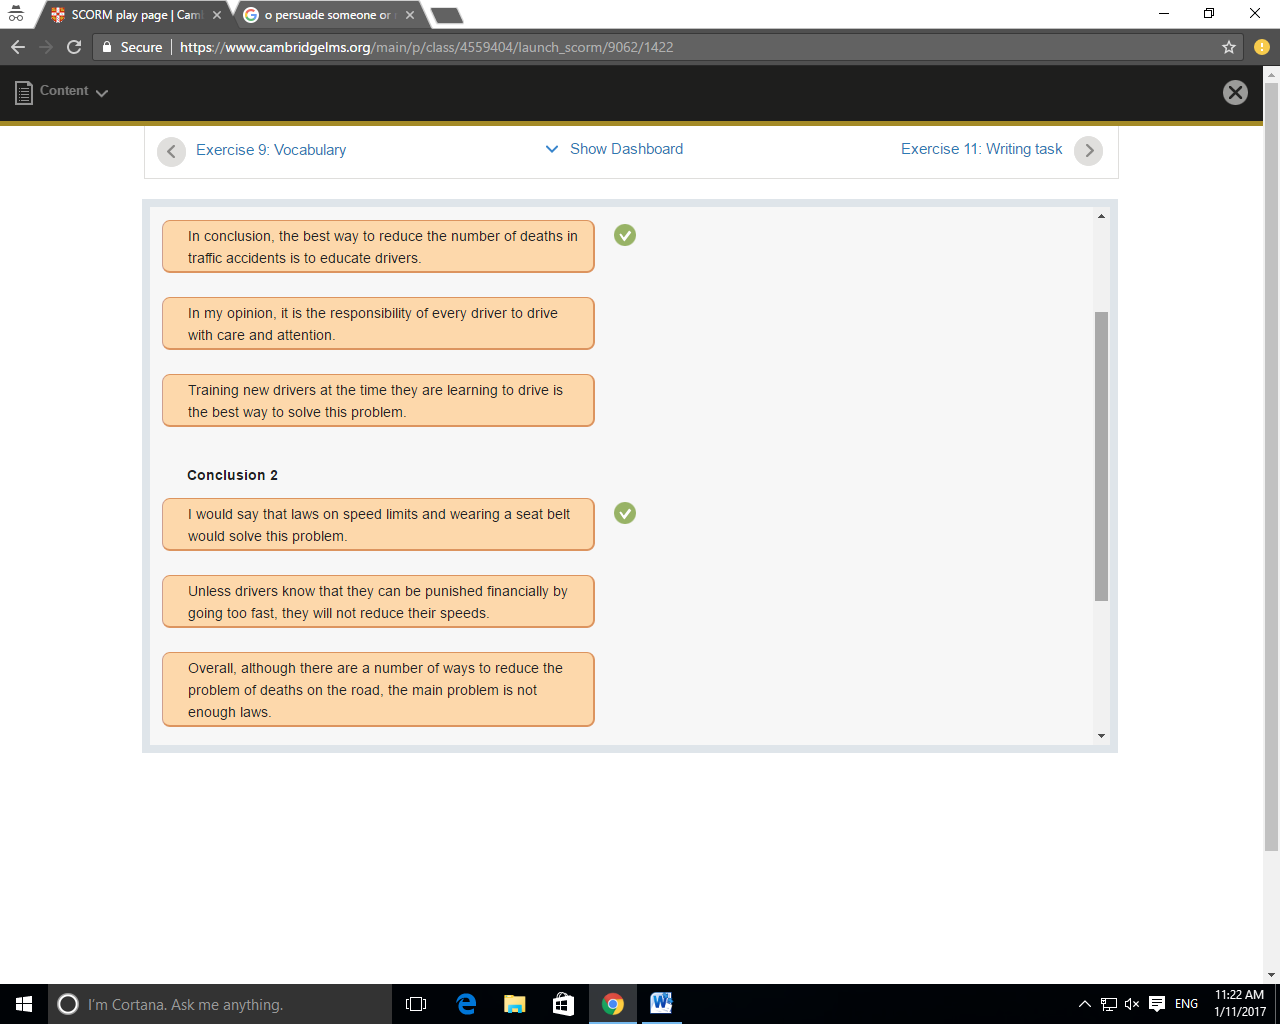 SCORM play page | Cam
o persuade someone or
Secure
https://www.cambridgelms.org/main/p/class/4559404/launch_scorm/9062/1422
Content
Exercise 9: Vocabulary
Show Dashboard
Exercise 11: Writing task
In conclusion, the best way to reduce the number of deaths in
traffic accidents is to educate drivers.
In my opinion, it is the responsibility of every driver to drive
with care and attention.
Training new drivers at the time they are learning to drive is
the best way to solve this problem.
Conclusion 2
I would say that laws on speed limits and wearing a seat belt
would solve this problem.
Unless drivers know that they can be punished financially by
going too fast, they will not reduce their speeds.
Overall, although there are a number of ways to reduce the
problem of deaths on the road, the main problem is not
enough laws.
I'm Cortana. Ask me anything.
ENG
11:22 AM
1/11/2017